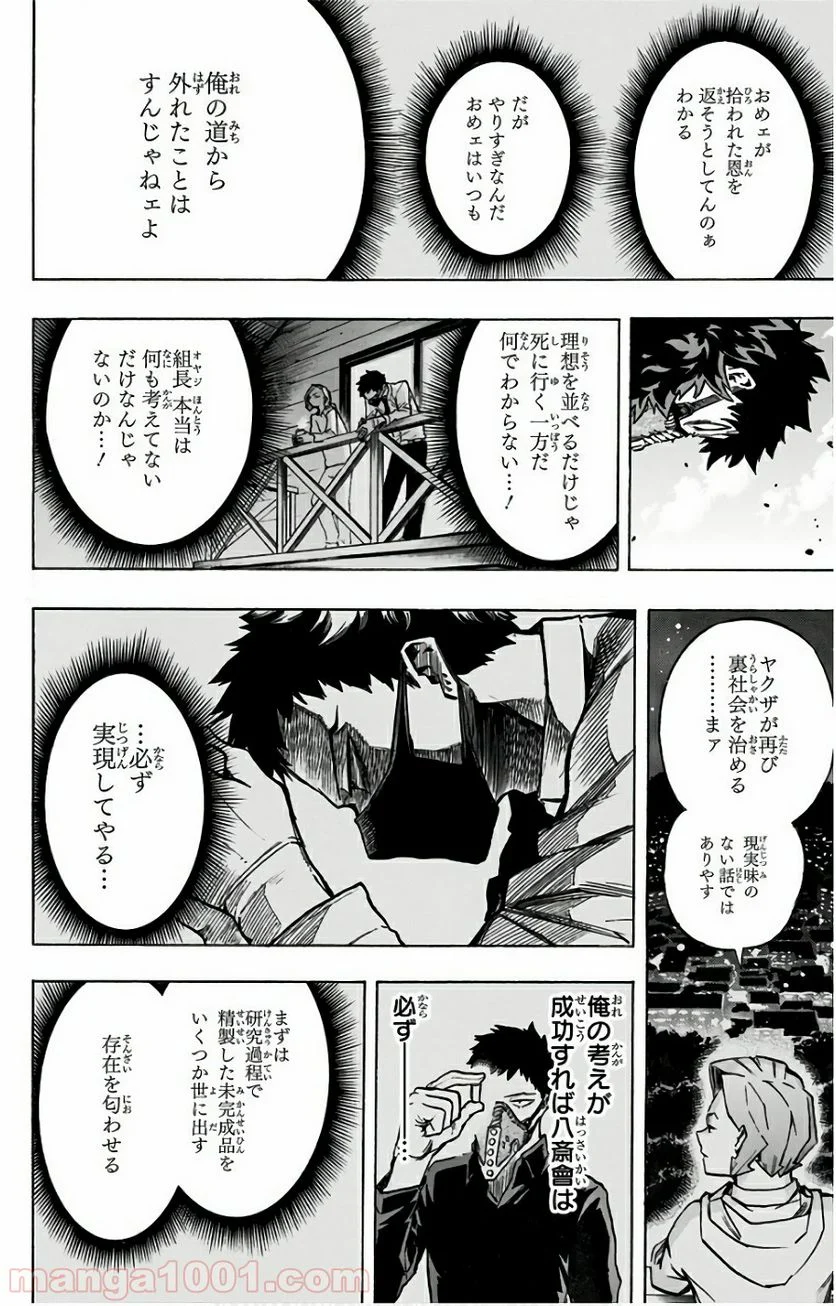 おめェが
拾われた恩を
返そうとしてんのぁ
わかる
だが
やりすぎなんだ
おめェはいつも
俺の道から
外れたことは
すんじゃねェよ
理想を並べるだけじゃ
死に行く一方だ
何でわからない…！
組長 本当は
何も考えてない
だけなんじゃ
ないのか…！
ヤクザが再び
裏社会を治める
………まァ
現実味の
ない話では
ありやす
…必ず
実現してやる…
俺の考えが
成功すれば八斎會は
必ず――……
まずは
研究過程で
精製した未完成品を
いくつか世に出す
存在を匂わせる
manga1001.com